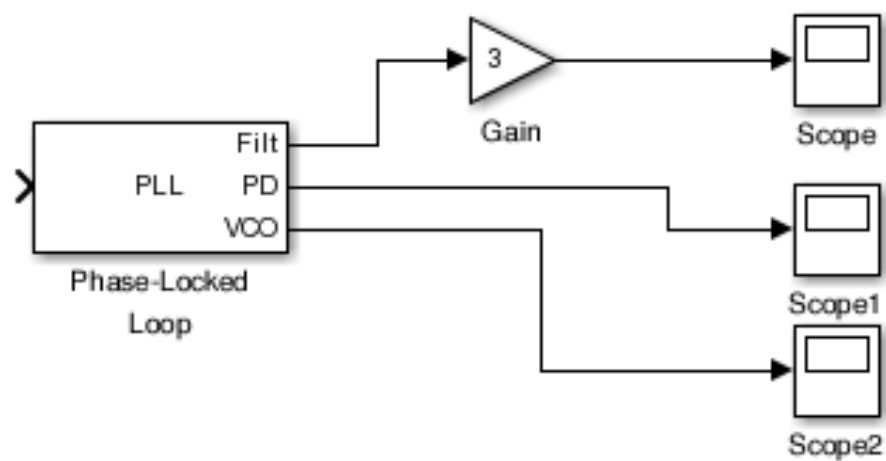 3
Gain
Scope
Filt
PLL
PD
VCO
Phase-Locked
Loop
Scope1
Scope2